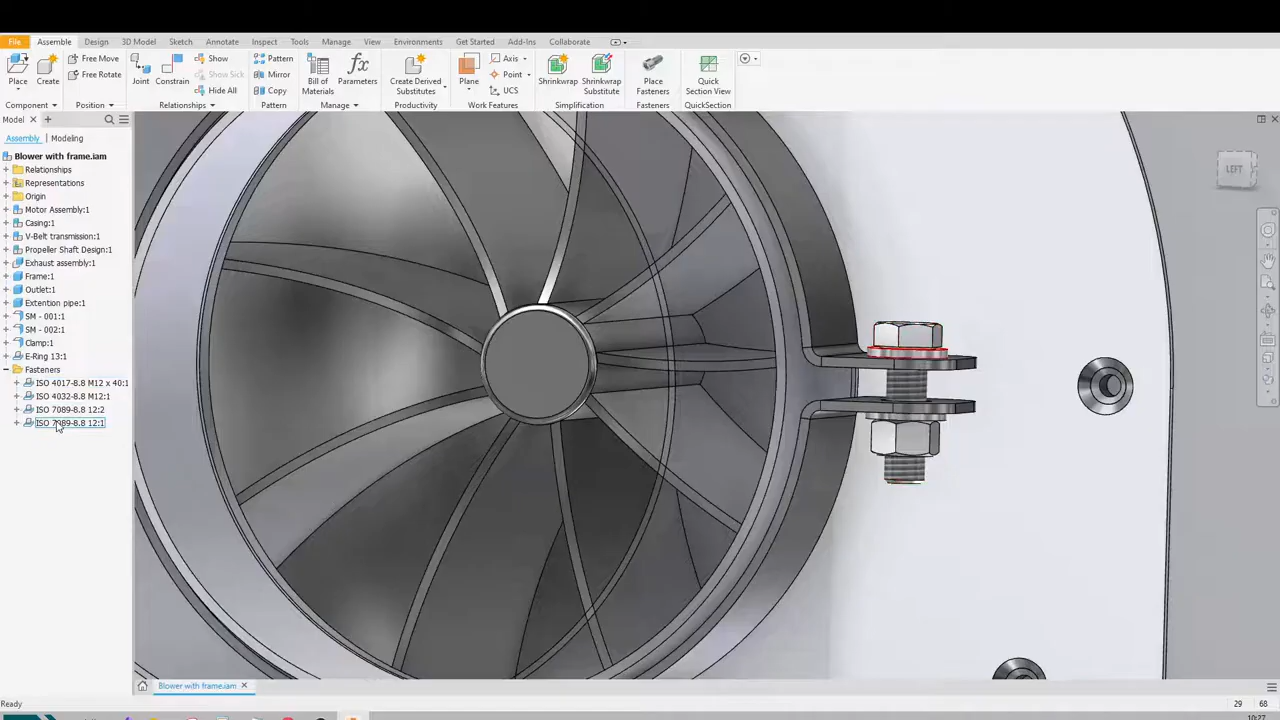 File Assemble Design 3D Model Sketch Annotate Inspect Tools Manage View Environments Get Started Add-Ins Collaborate
Free Move Show Pattern Axis
Free Rotate Show Sick Mirror Point
Place Create Joint Constrain Hide All Copy Bill of Materials Parameters Create Derived Substitutes Plane UCS Shrinkwrap Shrinkwrap Substitute Place Fasteners Quick Section View
Component Position Relationships Pattern Manage Productivity Work Features Simplification Fasteners QuickSection
Model
Assembly Modeling
Blower with frame.iam
Relationships
Representations
Origin
Motor Assembly:1
Casing:1
V-Belt transmission:1
Propeller Shaft Design:1
Exhaust assembly:1
Frame:1
Outlet:1
Extention pipe:1
SM - 001:1
SM - 002:1
Clamp:1
E-Ring 13:1
Fasteners
ISO 4017-8.8 M12 x 40:1
ISO 4032-8.8 M12:1
ISO 7089-8.8 12:2
ISO 7089-8.8 12:1
LEFT
Blower with frame.iam
Ready
29 68
10:27